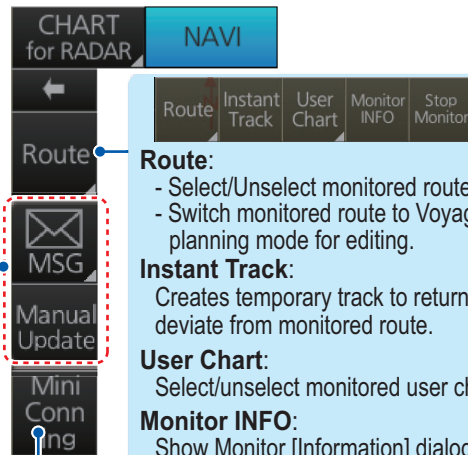 CHART
for RADAR
NAVI
Route
Route
Instant
Track
User
Chart
Monitor
INFO
Stop
Monitor
Route:
- Select/Unselect monitored route
- Switch monitored route to Voyag
planning mode for editing.
MSG
Manual
Update
Instant Track:
Creates temporary track to return
deviate from monitored route.
User Chart:
Select/unselect monitored user ch
Mini
Conn
ing
Monitor INFO:
Show Monitor [Information] dialog